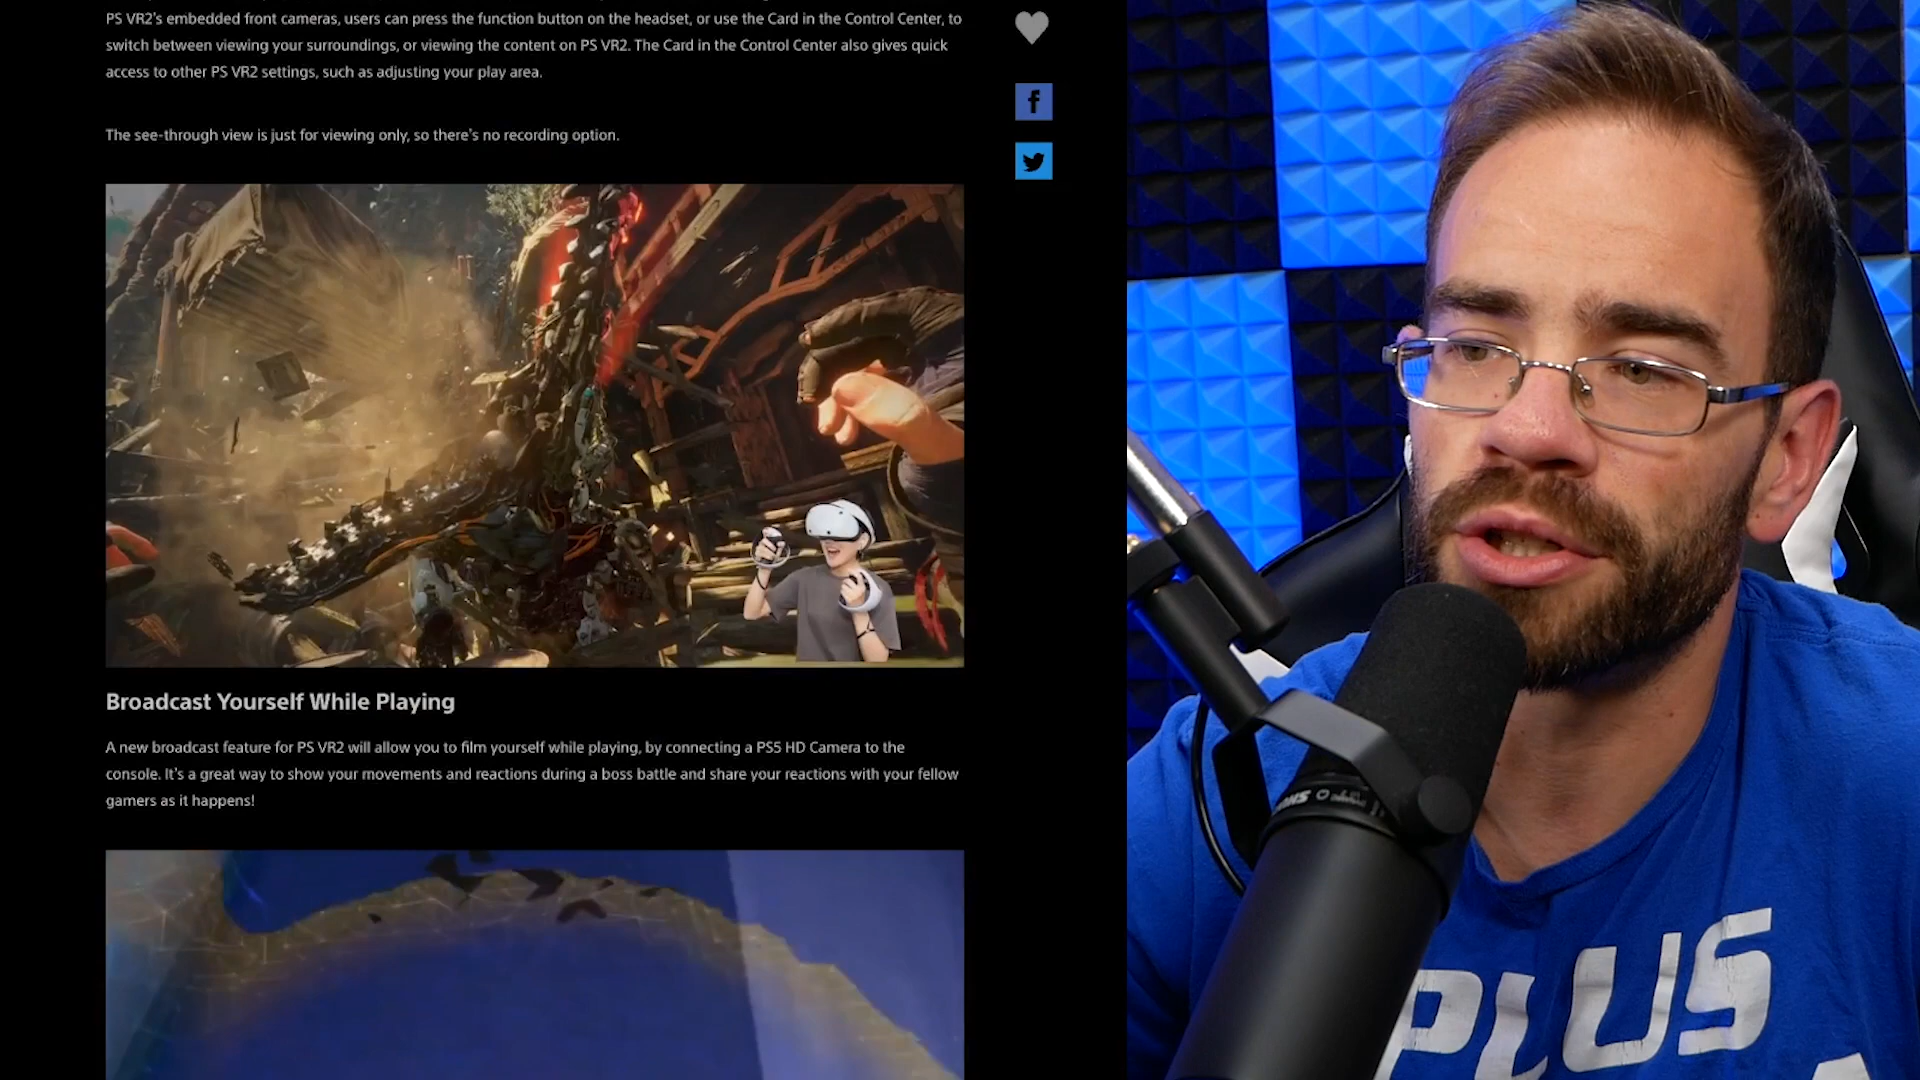 PS VR2's embedded front cameras, users can press the function button on the headset, or use the Card in the Control Center, to
switch between viewing your surroundings, or viewing the content on PS VR2. The Card in the Control Center also gives quick
access to other PS VR2 settings, such as adjusting your play area.
The see-through view is just for viewing only, so there's no recording option.
Broadcast Yourself While Playing
A new broadcast feature for PS VR2 will allow you to film yourself while playing, by connecting a PS5 HD Camera to the
console. It's a great way to show your movements and reactions during a boss battle and share your reactions with your fellow
gamers as it happens!
PLUS